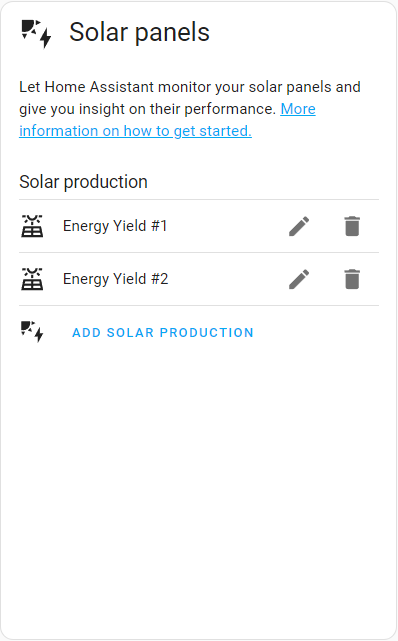 Solar panels
Let Home Assistant monitor your solar panels and
give you insight on their performance. More
information on how to get started.
Solar production
Energy Yield #1
Energy Yield #2
ADD SOLAR PRODUCTION